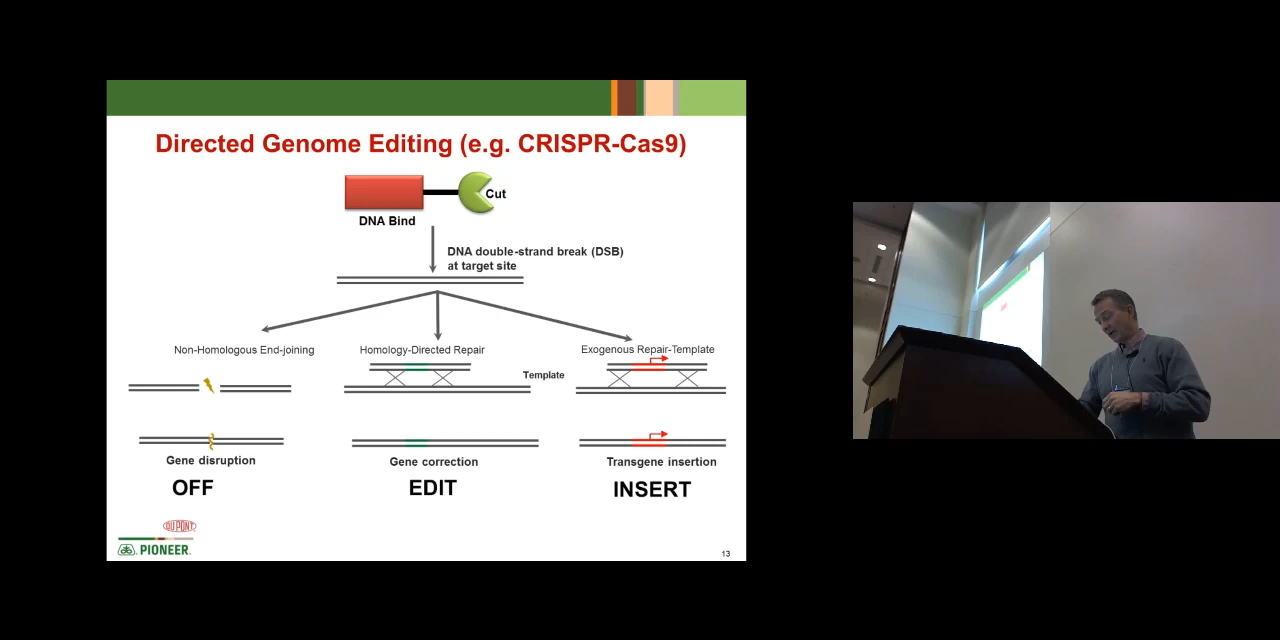 Directed Genome Editing (e.g. CRISPR-Cas9)
Cut
DNA Bind
DNA double-strand break (DSB)
at target site
Non-Homologous End-joining
Homology-Directed Repair
Exogenous Repair-Template
Template
Gene disruption
Gene correction
Transgene insertion
OFF
EDIT
INSERT
DUPONT
PIONEER.
13